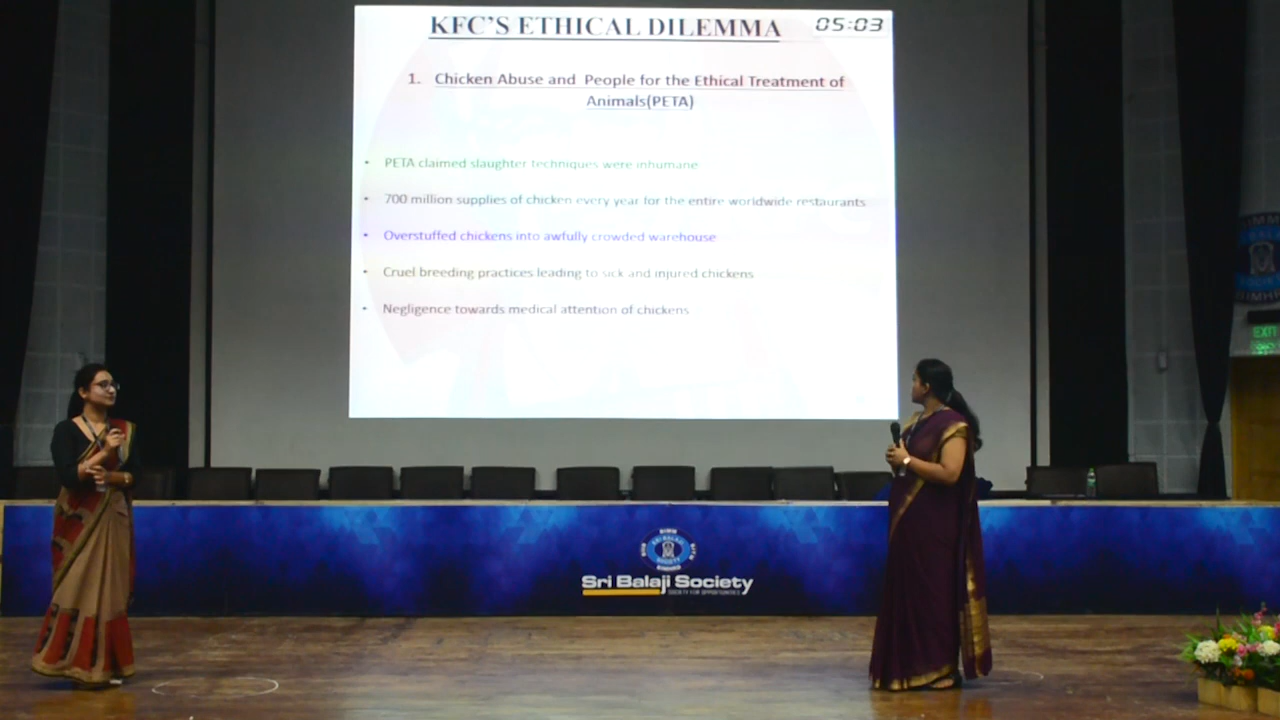 KFC'S ETHICAL DILEMMA
05:03
1. Chicken Abuse and People for the Ethical Treatment of
Animals(PETA)
• PETA claimed slaughter techniques were inhumane
• 700 million supplies of chicken every year for the entire worldwide restaurants
• Overstuffed chickens into awfully crowded warehouse
• Cruel breeding practices leading to sick and injured chickens
• Negligence towards medical attention of chickens
EXIT
SRI BALAJI
SOCIETY
Sri Balaji Society